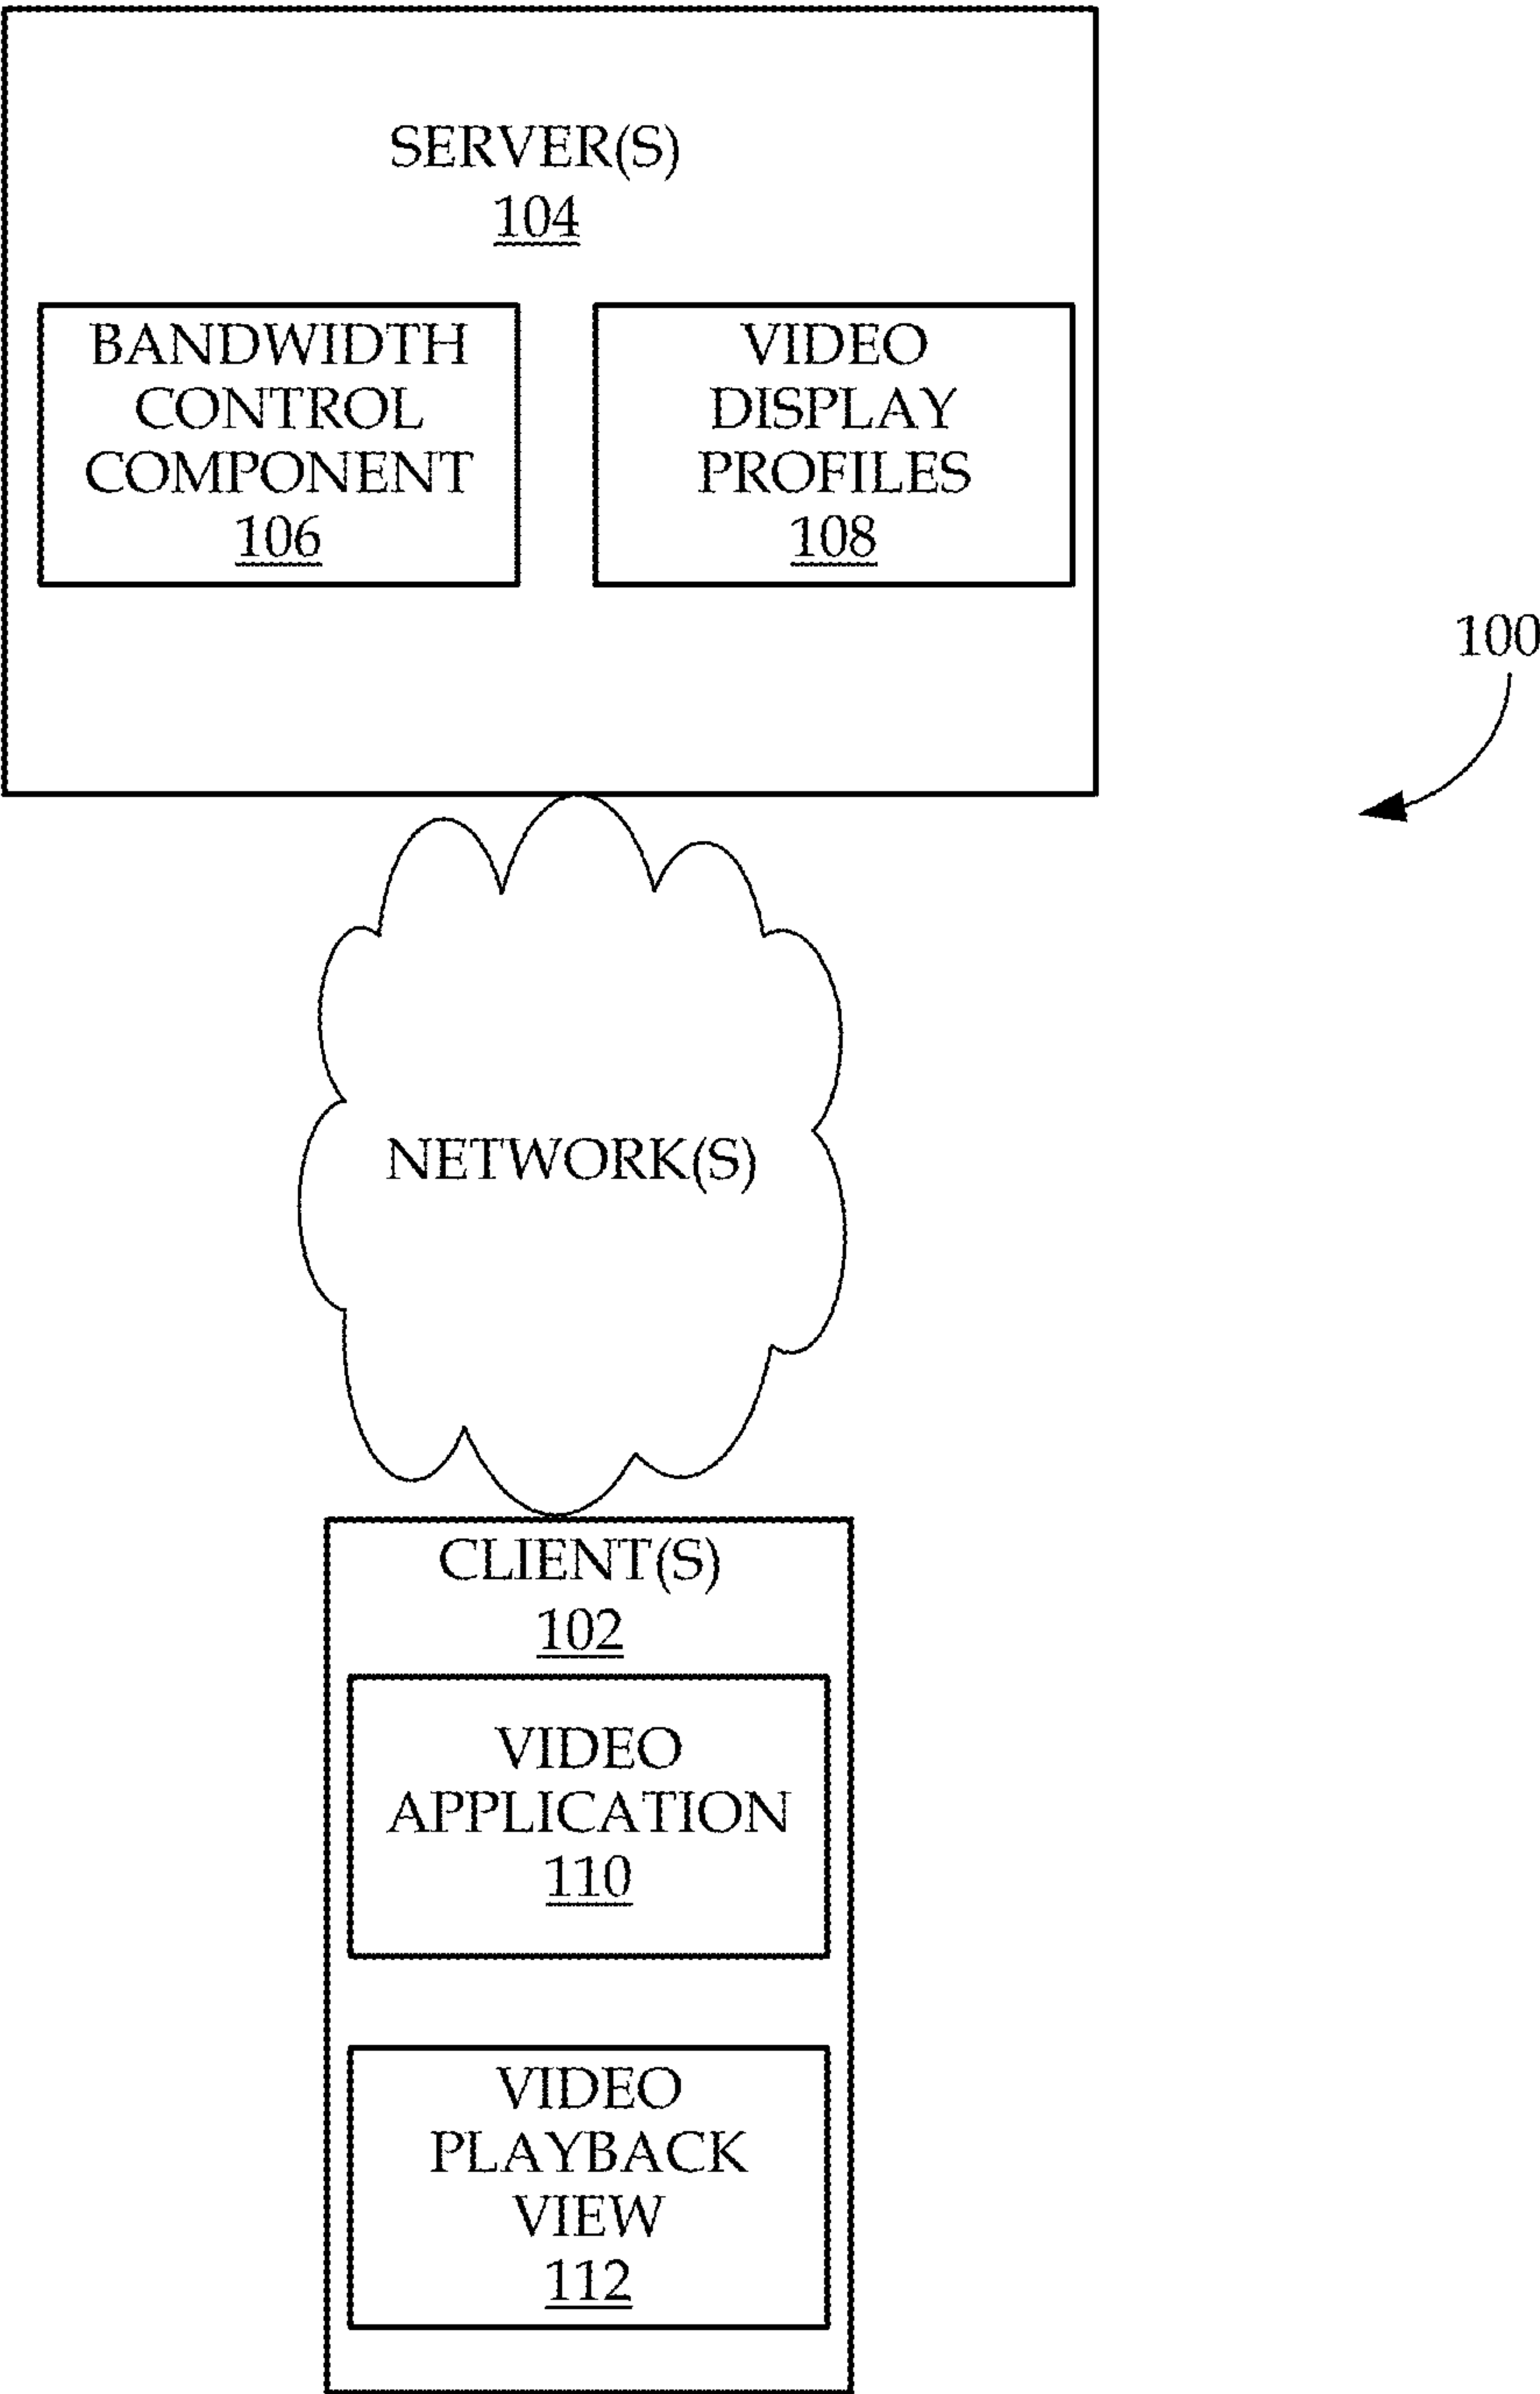 SERVER(S)
104
BANDWIDTH
CONTROL
COMPONENT
106
VIDEO
DISPLAY
PROFILES
108
100
NETWORK(S)
CLIENT(S)
102
VIDEO
APPLICATION
110
VIDEO
PLAYBACK
VIEW
112